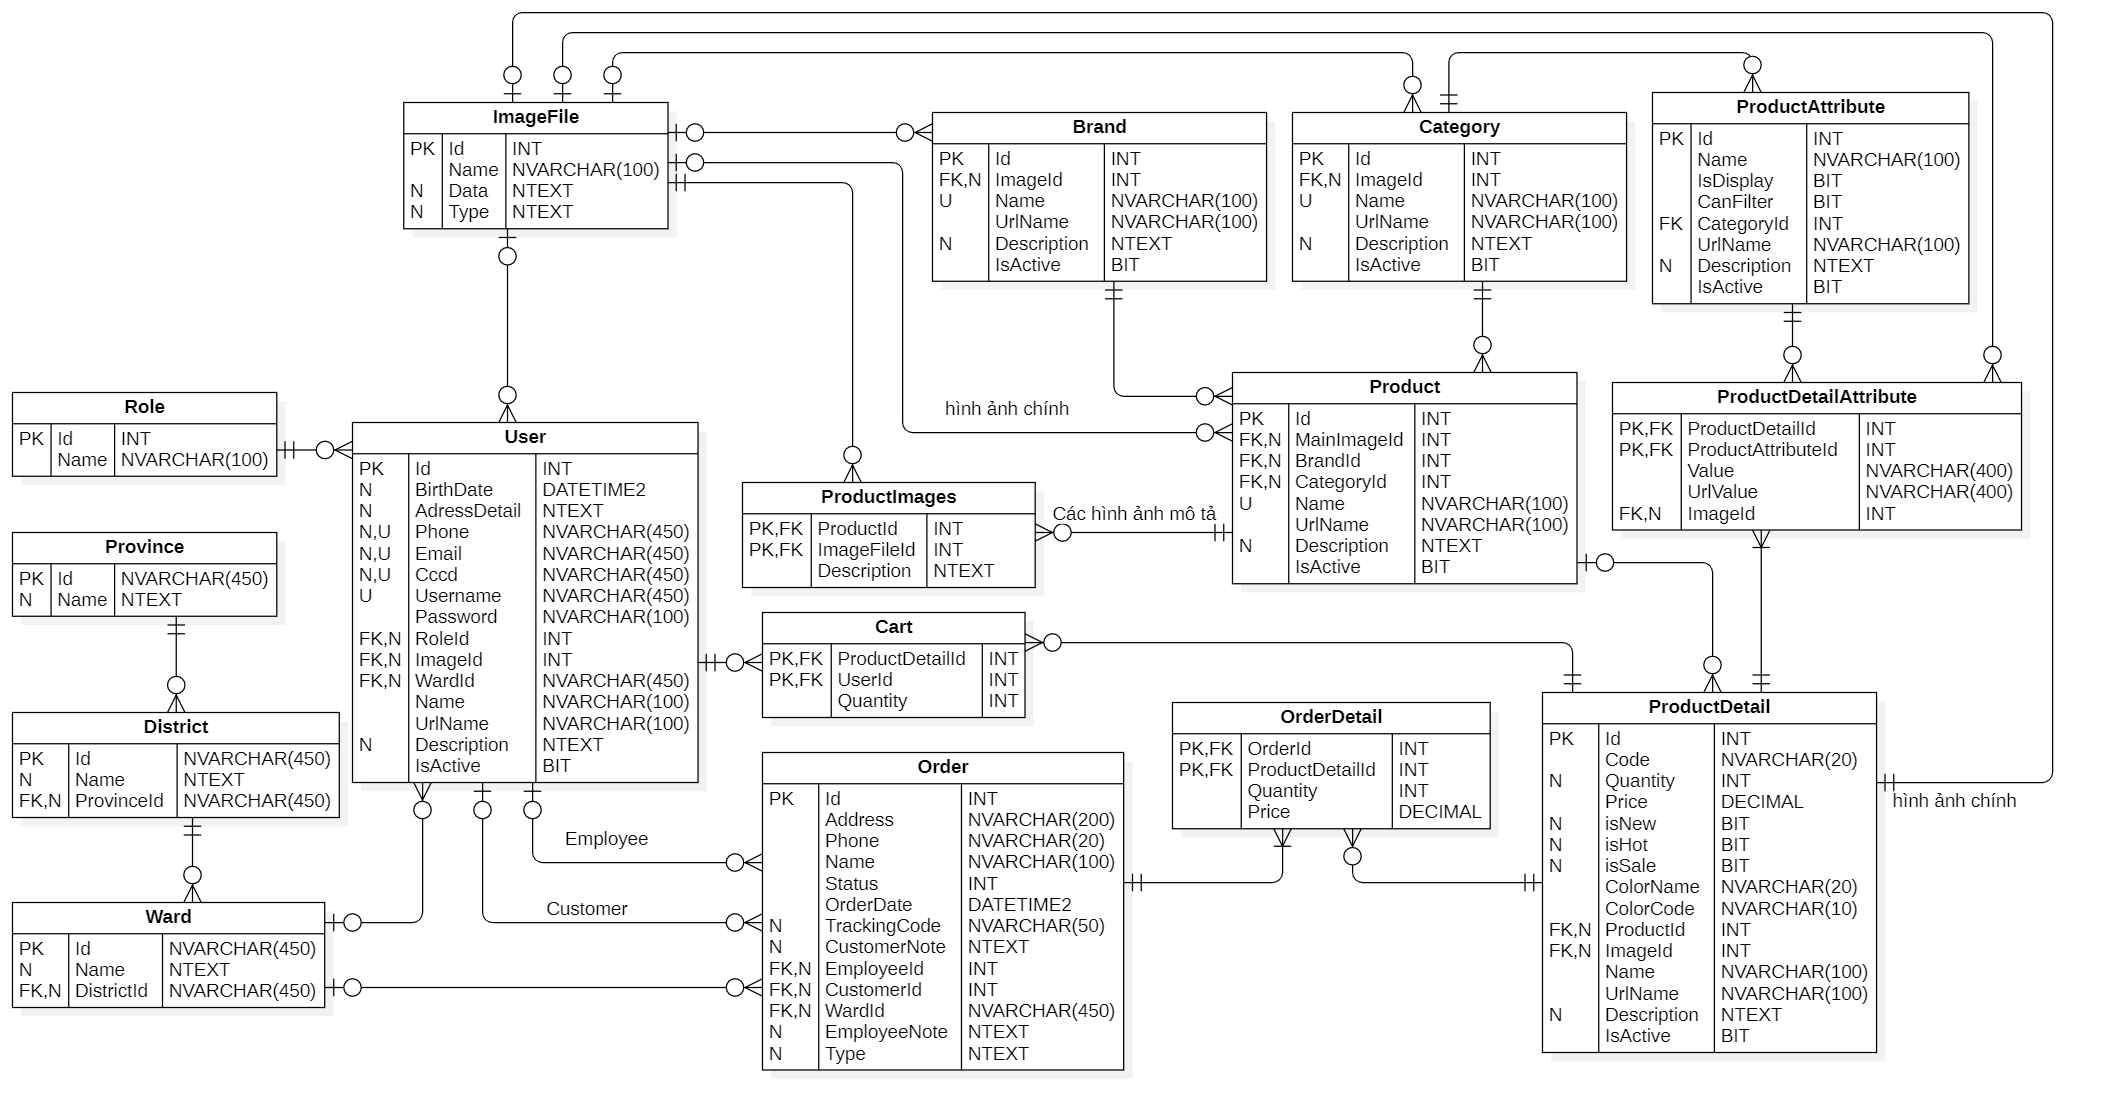 ImageFile
PK Id INT
Name NVARCHAR(100)
N Data NTEXT
N Type NTEXT
Brand
PK Id INT
FK,N ImageId INT
U Name NVARCHAR(100)
UrlName NVARCHAR(100)
N Description NTEXT
IsActive BIT
Category
PK Id INT
FK,N ImageId INT
U Name NVARCHAR(100)
UrlName NVARCHAR(100)
N Description NTEXT
IsActive BIT
ProductAttribute
PK Id INT
Name NVARCHAR(100)
IsDisplay BIT
CanFilter BIT
FK CategoryId INT
UrlName NVARCHAR(100)
N Description NTEXT
IsActive BIT
Role
PK Id INT
Name NVARCHAR(100)
User
PK Id INT
N BirthDate DATETIME2
N AdressDetail NTEXT
N,U Phone NVARCHAR(450)
N,U Email NVARCHAR(450)
N,U Cccd NVARCHAR(450)
U Username NVARCHAR(450)
Password NVARCHAR(100)
FK,N RoleId INT
FK,N ImageId INT
FK,N WardId NVARCHAR(450)
Name NVARCHAR(100)
UrlName NVARCHAR(100)
N Description NTEXT
IsActive BIT
hình ảnh chính
Product
PK Id INT
FK,N MainImageId INT
FK,N BrandId INT
FK,N CategoryId INT
U Name NVARCHAR(100)
UrlName NVARCHAR(100)
N Description NTEXT
IsActive BIT
ProductDetailAttribute
PK,FK ProductDetailId INT
PK,FK ProductAttributeId INT
Value NVARCHAR(400)
UrlValue NVARCHAR(400)
FK,N ImageId INT
ProductImages
PK,FK ProductId INT
PK,FK ImageFileId INT
Description NTEXT
Các hình ảnh mô tả
Province
PK Id NVARCHAR(450)
N Name NTEXT
Cart
PK,FK ProductDetailId INT
PK,FK UserId INT
Quantity INT
District
PK Id NVARCHAR(450)
N Name NTEXT
FK,N ProvinceId NVARCHAR(450)
OrderDetail
PK,FK OrderId INT
PK,FK ProductDetailId INT
Quantity INT
Price DECIMAL
ProductDetail
PK Id INT
Code NVARCHAR(20)
N Quantity INT
Price DECIMAL
N isNew BIT
N isHot BIT
N isSale BIT
ColorName NVARCHAR(20)
ColorCode NVARCHAR(10)
FK,N ProductId INT
FK,N ImageId INT
Name NVARCHAR(100)
UrlName NVARCHAR(100)
N Description NTEXT
IsActive BIT
hình ảnh chính
Order
PK Id INT
Address NVARCHAR(200)
Phone NVARCHAR(20)
Name NVARCHAR(100)
Status INT
OrderDate DATETIME2
N TrackingCode NVARCHAR(50)
N CustomerNote NTEXT
FK,N EmployeeId INT
FK,N CustomerId INT
FK,N WardId NVARCHAR(450)
N EmployeeNote NTEXT
N Type NTEXT
Employee
Customer
Ward
PK Id NVARCHAR(450)
N Name NTEXT
FK,N DistrictId NVARCHAR(450)